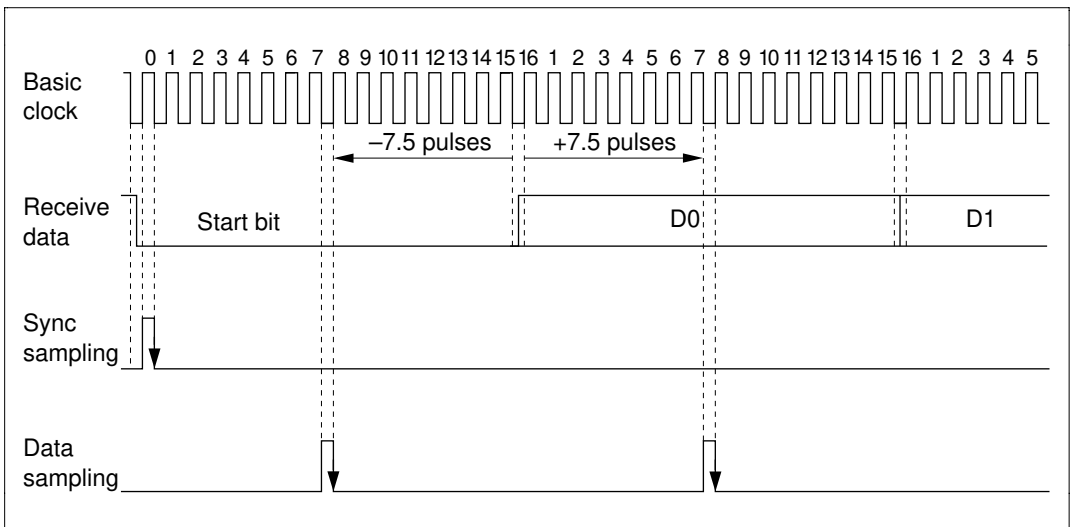 0 1 2 3 4 5 6 7 8 9 10 11 12 13 14 15 16 1 2 3 4 5 6 7 8 9 10 11 12 13 14 15 16 1 2 3 4 5
Basic
clock
–7.5 pulses +7.5 pulses
Receive
data
Start bit D0 D1
Sync
sampling
Data
sampling